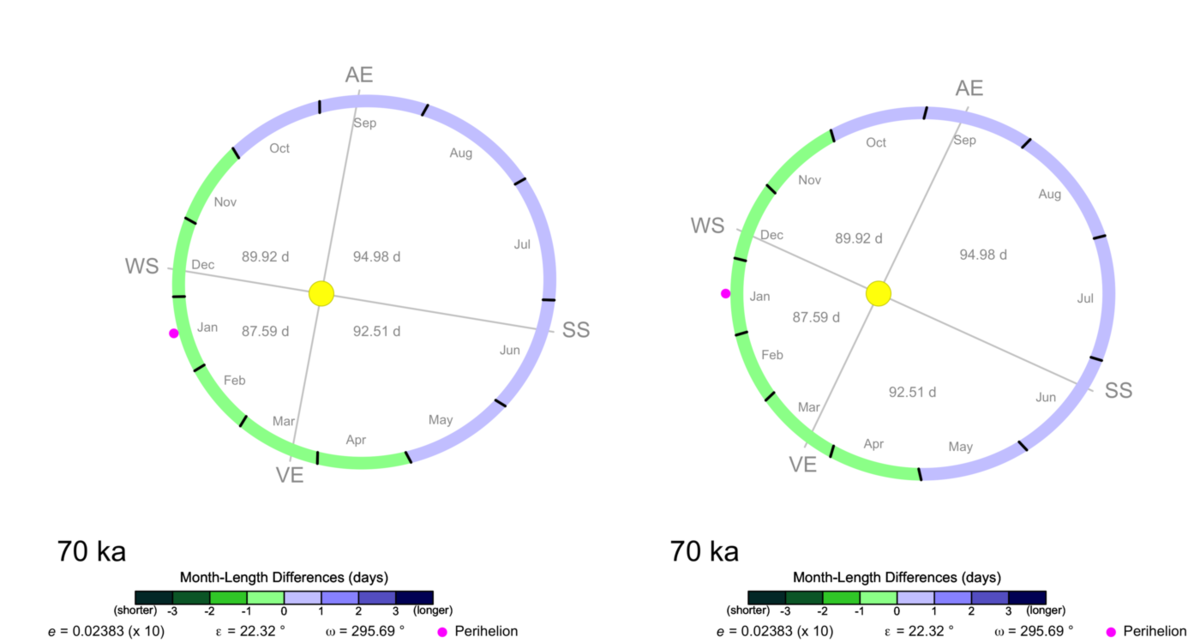 AE
Sep
Oct
Aug
Nov
Jul
WS
Dec
89.92 d
94.98 d
Jan
87.59 d
92.51 d
SS
Jun
Feb
Mar
May
Apr
VE
70 ka
Month-Length Differences (days)
(shorter) -3 -2 -1 0 1 2 3 (longer)
e = 0.02383 (x 10) ε = 22.32 ° ω = 295.69 ° Perihelion
AE
Sep
Oct
Aug
Nov
WS
Dec
89.92 d
94.98 d
Jan
Jul
87.59 d
Feb
92.51 d
SS
Jun
Mar
Apr
May
VE
70 ka
Month-Length Differences (days)
(shorter) -3 -2 -1 0 1 2 3 (longer)
e = 0.02383 (x 10) ε = 22.32 ° ω = 295.69 ° Perihelion